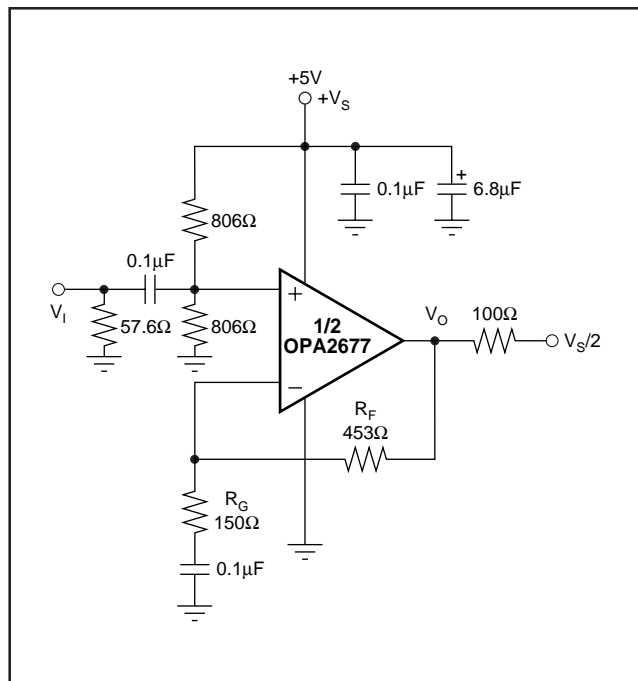 +5V
+V_S
0.1μF
6.8μF
+
806Ω
0.1μF
V_I
57.6Ω
806Ω
+
1/2
OPA2677
−
V_O
100Ω
V_S/2
R_F
453Ω
R_G
150Ω
0.1μF